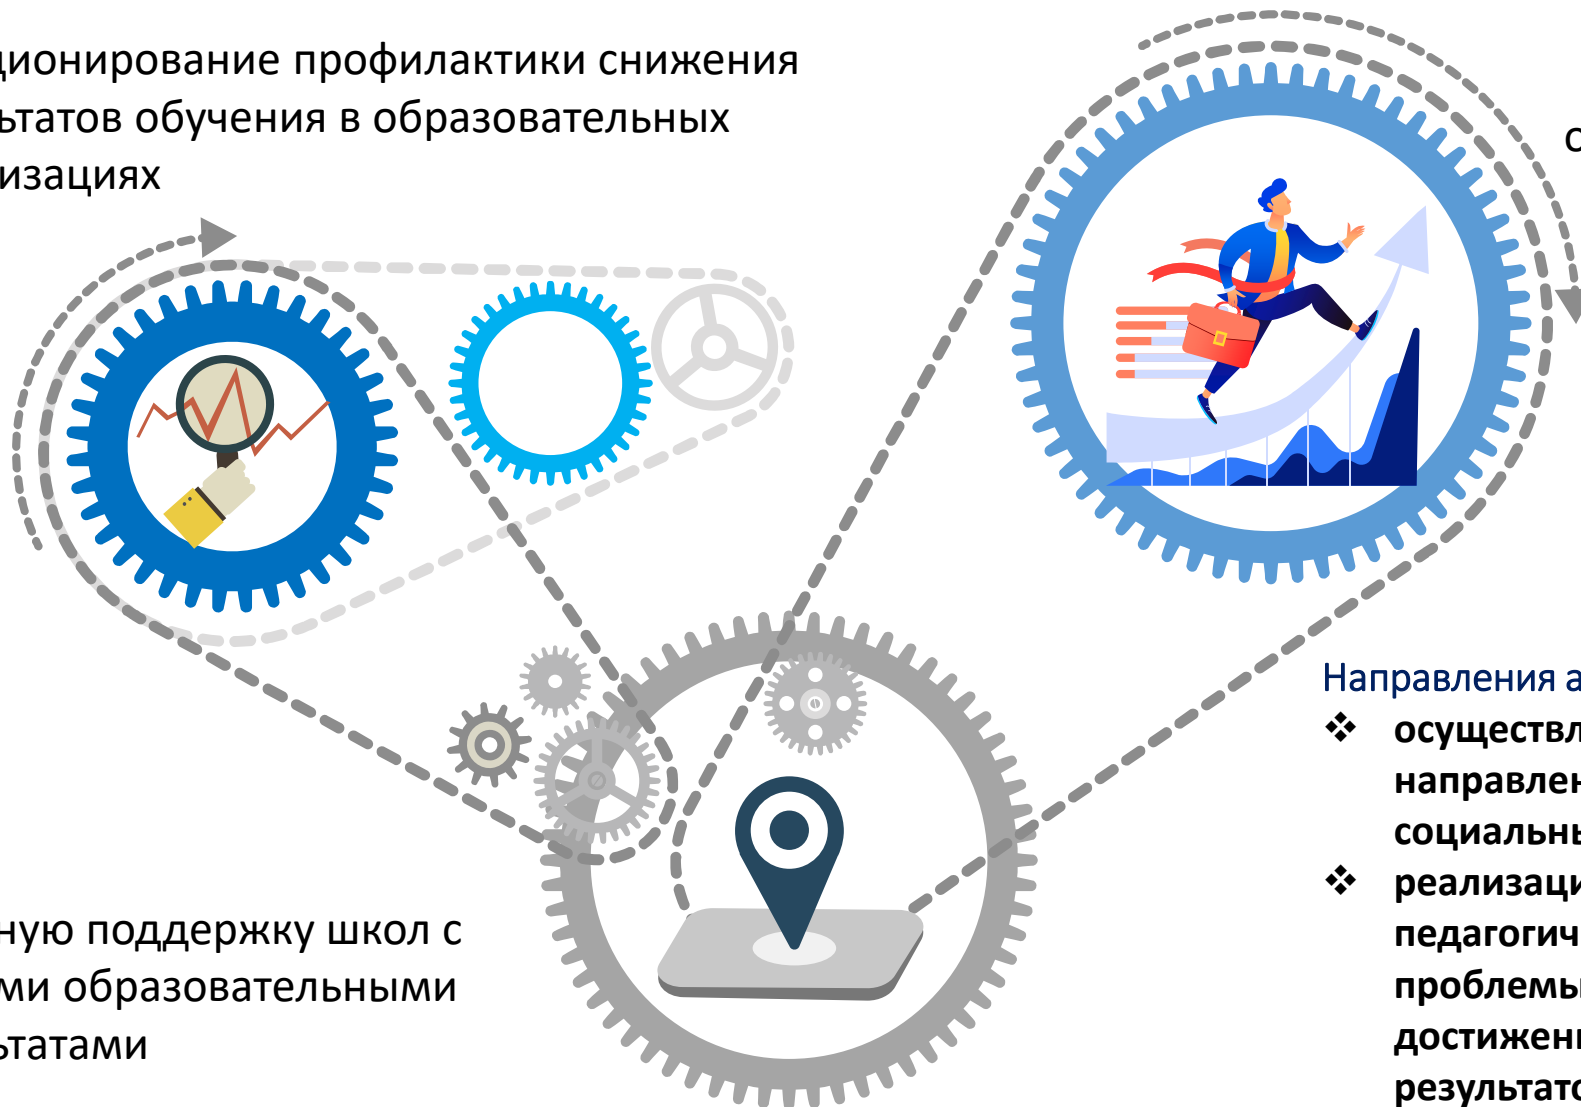 ционирование профилактики снижения
ьтатов обучения в образовательных
изациях
о
Направления а
осуществл
направлен
социальны
реализаци
педагогич
проблемы
достижени
результато
ную поддержку школ с
ми образовательными
ьтатами